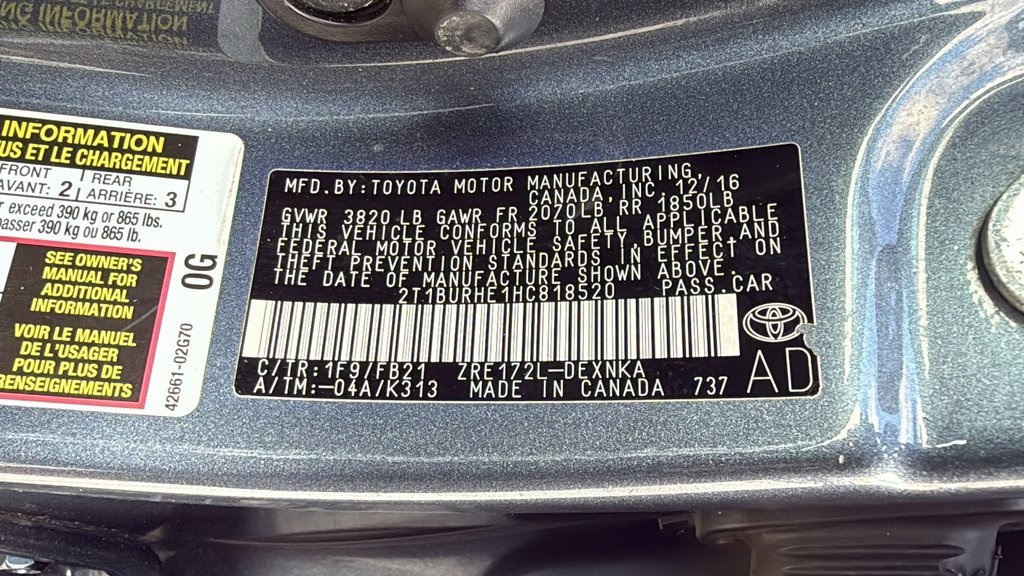 NG INFORMATION
INFORMATION
US ET LE CHARGEMENT
FRONT
AVANT: 2
REAR
ARRIÈRE: 3
exceed 390 kg or 865 lbs.
passer 390 kg ou 865 lb.
SEE OWNER'S
MANUAL FOR
ADDITIONAL
INFORMATION
VOIR LE MANUEL
DE L'USAGER
POUR PLUS DE
RENSEIGNEMENTS
0G
42661-02G70
MFD. BY: TOYOTA MOTOR MANUFACTURING,
CANADA, INC. 12/16
GVWR 3820 LB GAWR FR 2070LB, RR 1850LB
THIS VEHICLE CONFORMS TO ALL APPLICABLE
FEDERAL MOTOR VEHICLE SAFETY, BUMPER AND
THEFT PREVENTION STANDARDS IN EFFECT ON
THE DATE OF MANUFACTURE SHOWN ABOVE.
2T1BURHE1HC818520 PASS. CAR
C/TR: 1F9/FB21 ZRE172L-DEXNKA
A/TM:-04A/K313 MADE IN CANADA 737
AD